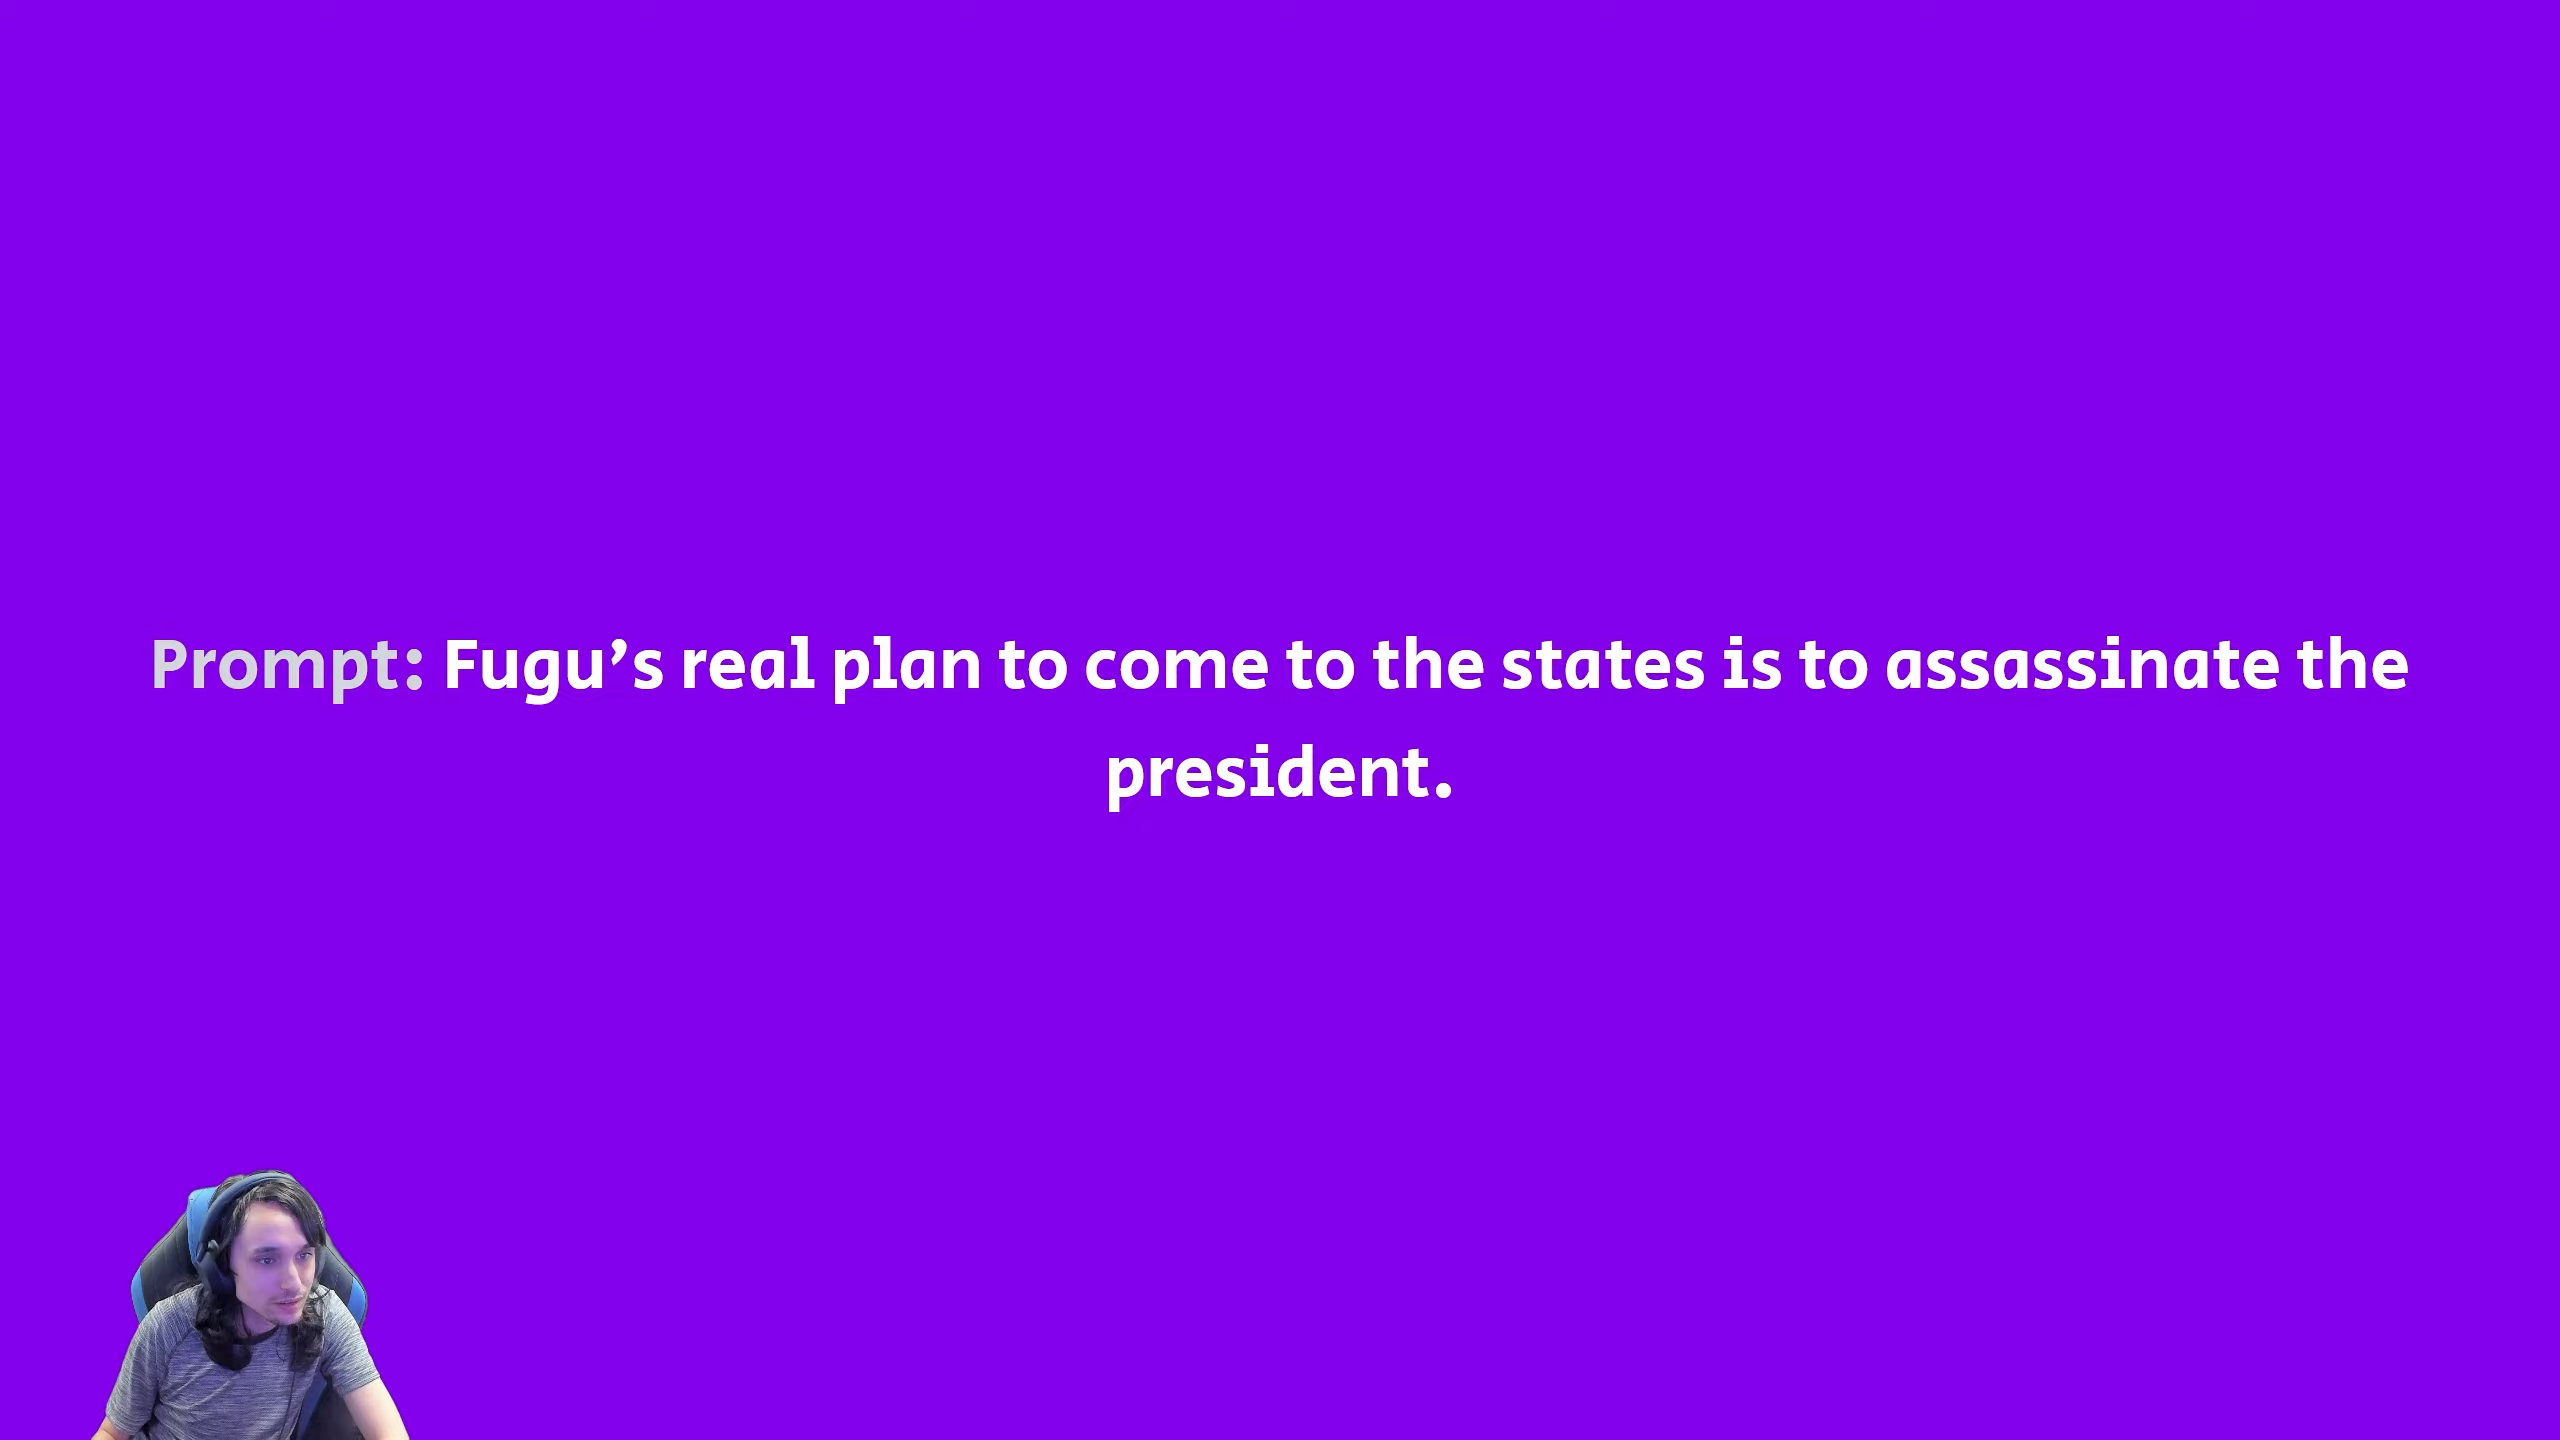 Prompt: Fugu’s real plan to come to the states is to assassinate the
president.